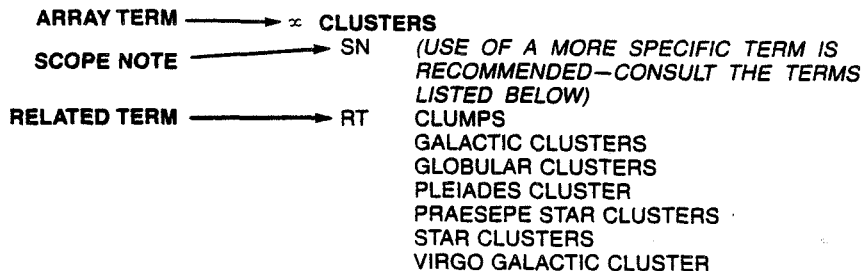 ARRAY TERM ∝ CLUSTERS
SCOPE NOTE SN (USE OF A MORE SPECIFIC TERM IS
RECOMMENDED—CONSULT THE TERMS
LISTED BELOW)
RELATED TERM RT CLUMPS
GALACTIC CLUSTERS
GLOBULAR CLUSTERS
PLEIADES CLUSTER
PRAESEPE STAR CLUSTERS
STAR CLUSTERS
VIRGO GALACTIC CLUSTER